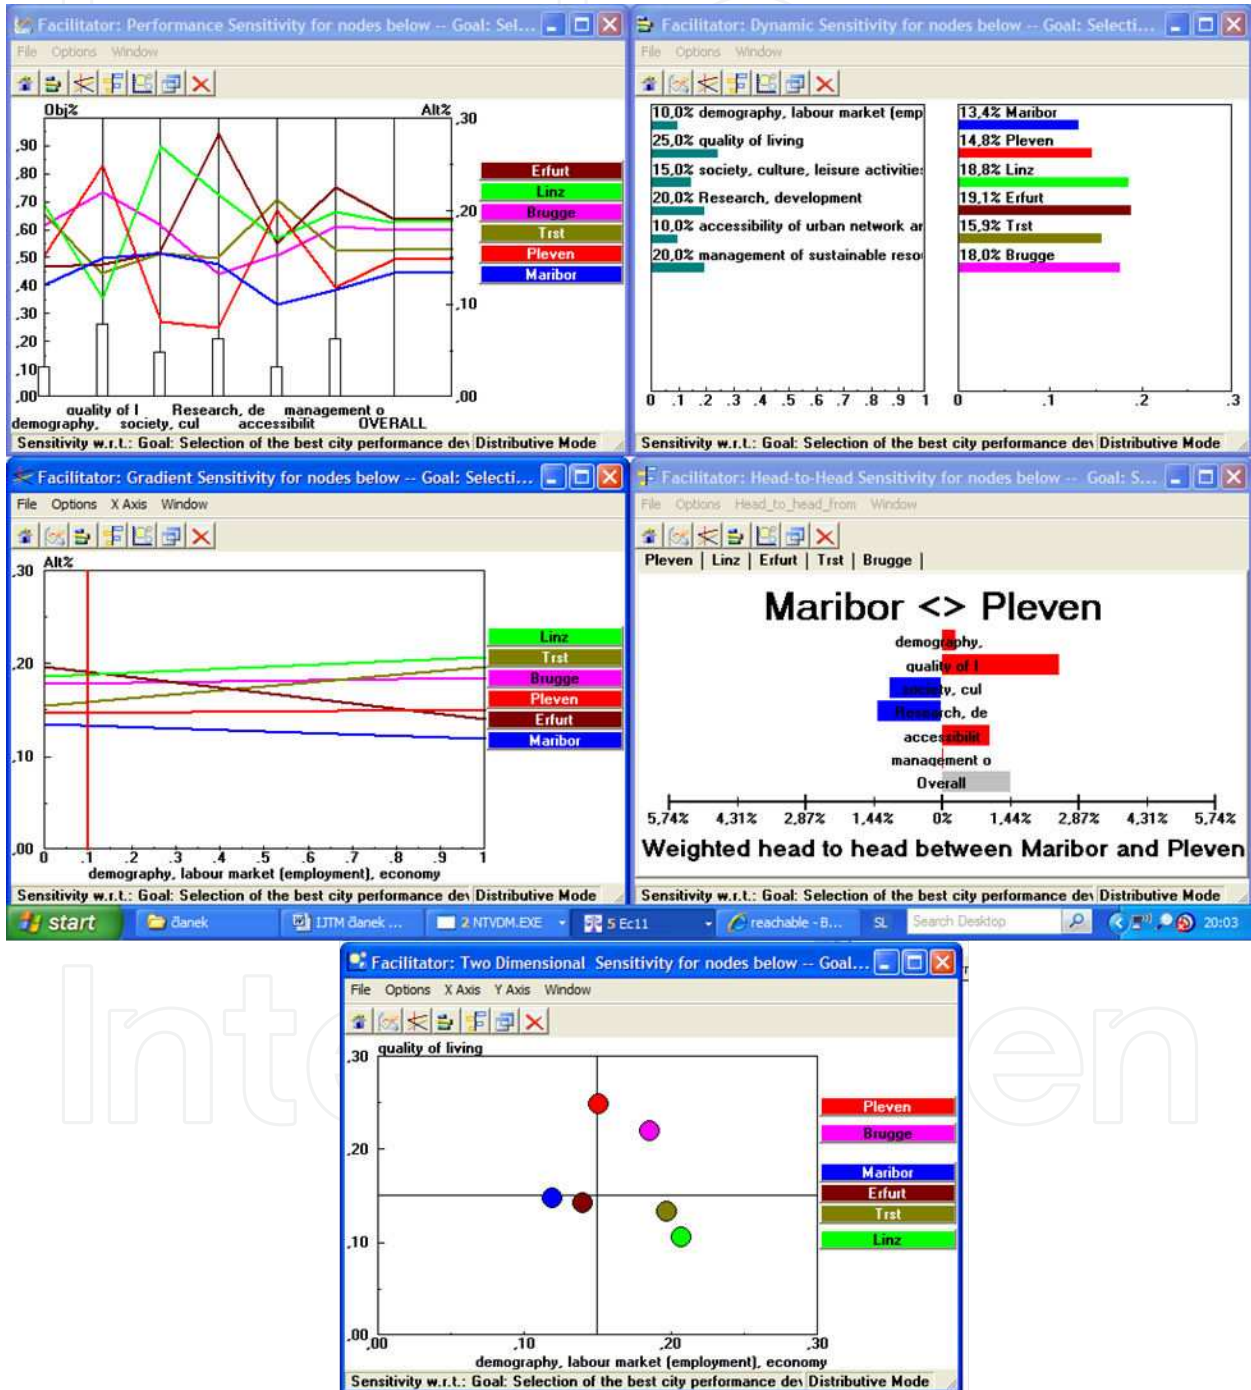 Facilitator: Performance Sensitivity for nodes below -- Goal: Sel...
File Options Window
Obj% Alt%
,90
,80
,70
,60
,50
,40
,30
,20
,10
,00
,30
,20
,10
,00
Erfurt
Linz
Brugge
Trst
Pleven
Maribor
quality of l Research, de management o
demography, society, cul accessibilit OVERALL
Sensitivity w.r.t.: Goal: Selection of the best city performance dev Distributive Mode
Facilitator: Dynamic Sensitivity for nodes below -- Goal: Selecti...
File Options Window
10,0% demography, labour market (emp
25,0% quality of living
15,0% society, culture, leisure activities
20,0% Research, development
10,0% accessibility of urban network ar
20,0% management of sustainable reso
0 .1 .2 .3 .4 .5 .6 .7 .8 .9 1
13,4% Maribor
14,8% Pleven
18,8% Linz
19,1% Erfurt
15,9% Trst
18,0% Brugge
0 .1 .2 .3
Sensitivity w.r.t.: Goal: Selection of the best city performance dev Distributive Mode
Facilitator: Gradient Sensitivity for nodes below -- Goal: Selecti...
File Options X Axis Window
Alt%
,30
,20
,10
,00
0 .1 .2 .3 .4 .5 .6 .7 .8 .9 1
demography, labour market (employment), economy
Linz
Trst
Brugge
Pleven
Erfurt
Maribor
Sensitivity w.r.t.: Goal: Selection of the best city performance dev Distributive Mode
Facilitator: Head-to-Head Sensitivity for nodes below -- Goal: S...
File Options Head_to_head_from Window
Pleven | Linz | Erfurt | Trst | Brugge |
Maribor <> Pleven
demography,
quality of l
society, cul
Research, de
accessibilit
management o
Overall
5,74% 4,31% 2,87% 1,44% 0% 1,44% 2,87% 4,31% 5,74%
Weighted head to head between Maribor and Pleven
Sensitivity w.r.t.: Goal: Selection of the best city performance dev Distributive Mode
start članek IJTM članek ... 2 NTVDM.EXE 5 Ec11 reachable - B... SL Search Desktop 20:03
Facilitator: Two Dimensional Sensitivity for nodes below -- Goal...
File Options X Axis Y Axis Window
quality of living
,30
,20
,10
,00
,00 ,10 ,20 ,30
demography, labour market (employment), economy
Pleven
Brugge
Maribor
Erfurt
Trst
Linz
Sensitivity w.r.t.: Goal: Selection of the best city performance dev Distributive Mode